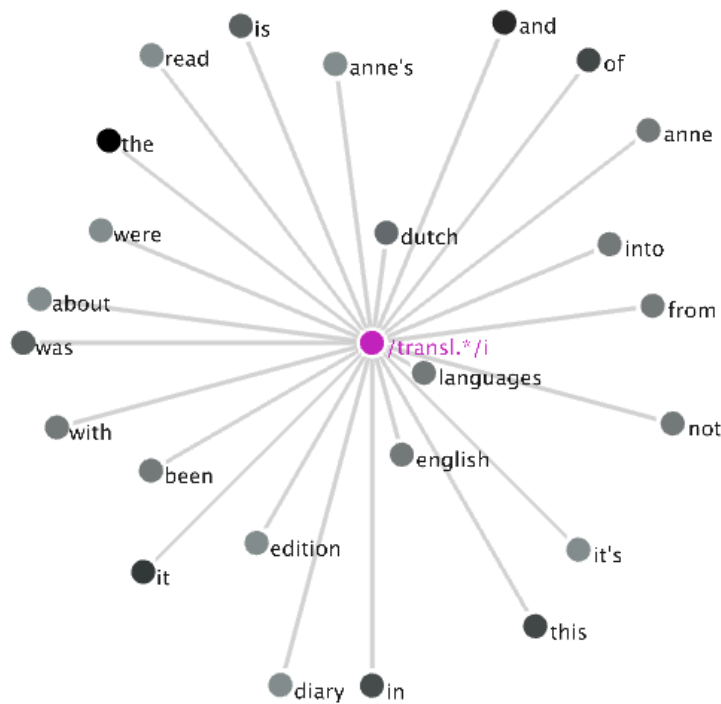 is
and
read
anne's
of
the
anne
were
dutch
into
about
from
was
/transl.*/i
languages
with
not
english
been
edition
it's
it
this
diary
in